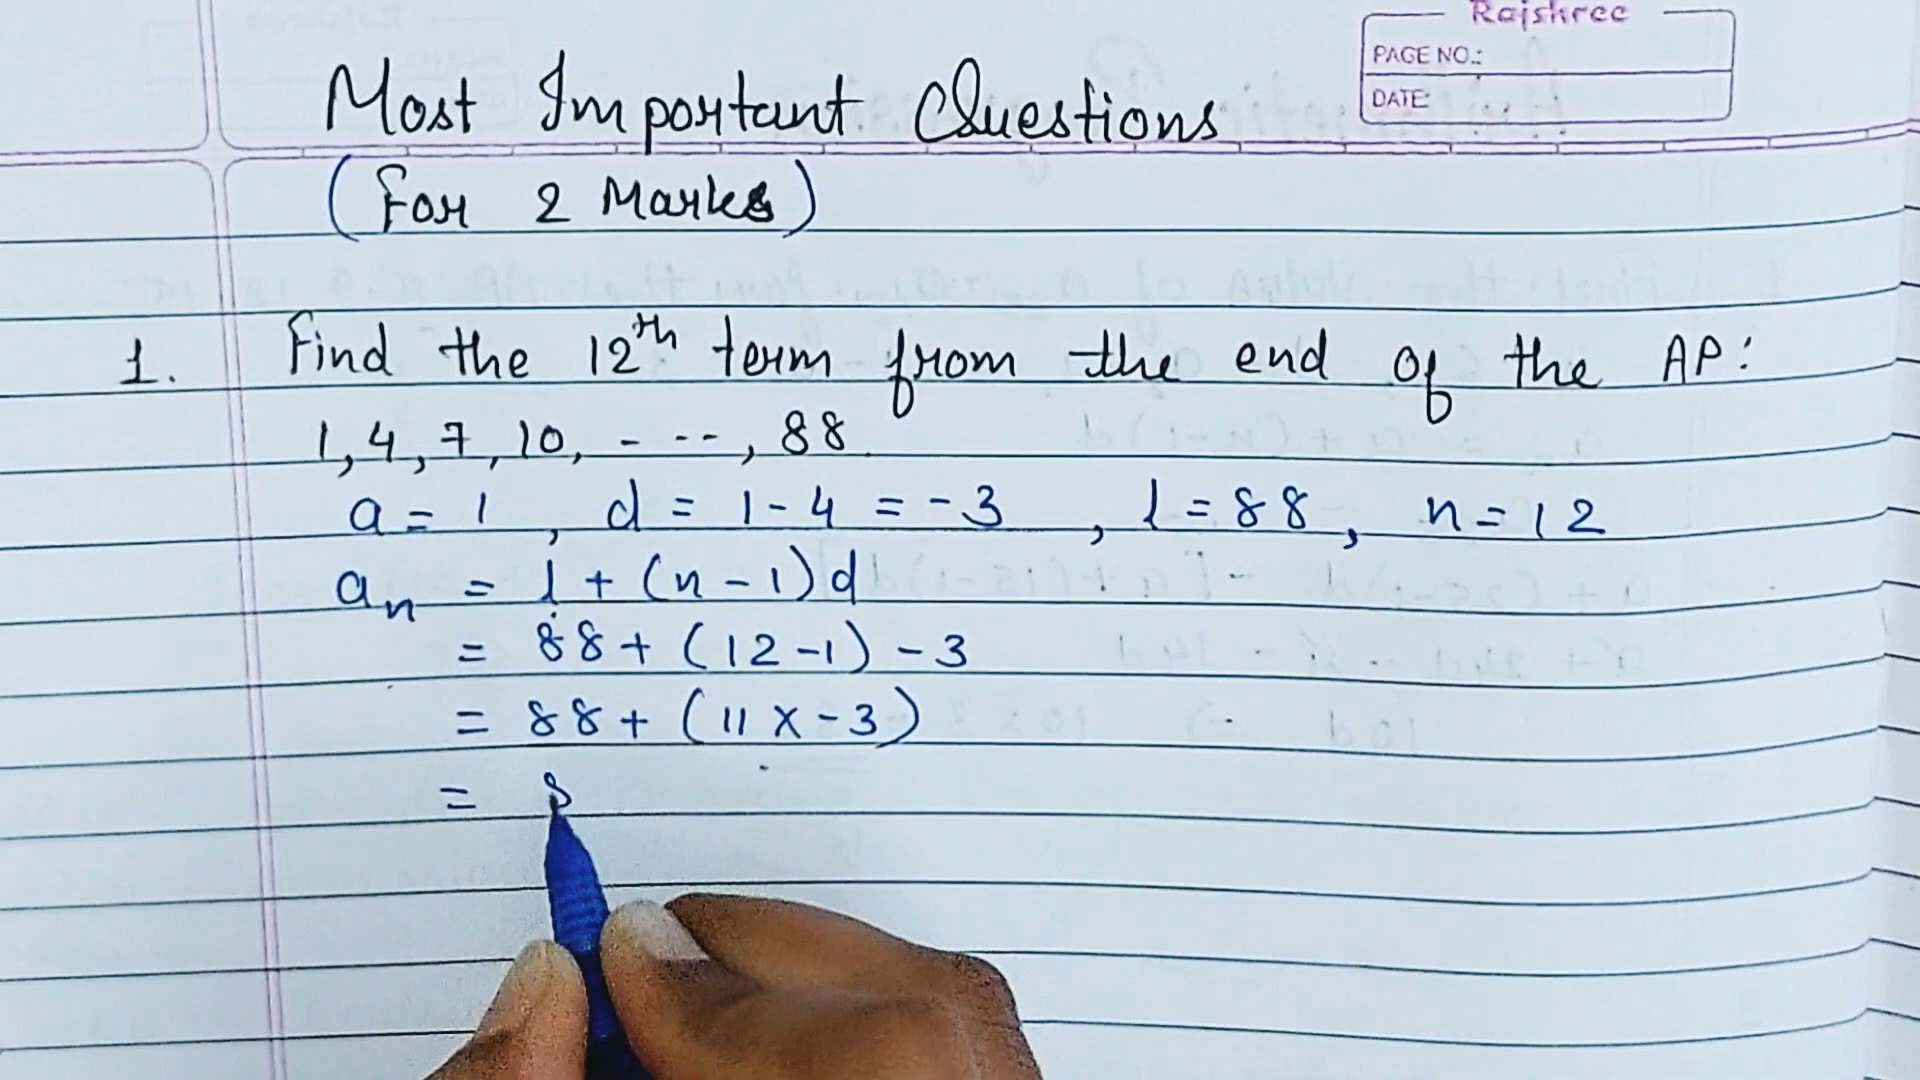 Rajshree
PAGE NO.:
DATE:
Most Important Questions
(For 2 Marks)
1. Find the 12th term from the end of the AP:
1, 4, 7, 10, - - - -, 88.
a = 1, d = 1 - 4 = -3, l = 88, n = 12
an = l + (n - 1)d
= 88 + (12 - 1) - 3
= 88 + (11 x - 3)
= 8